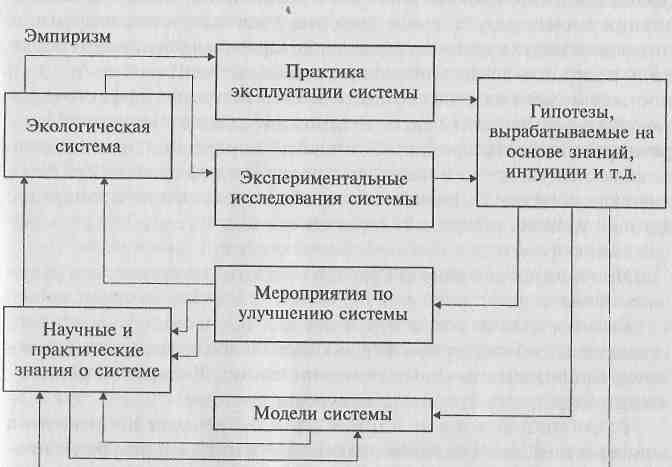 Эмпиризм
Практика
эксплуатации системы
Экологическая
система
Гипотезы,
вырабатываемые на
основе знаний,
интуиции и т.д.
Экспериментальные
исследования системы
Мероприятия по
улучшению системы
Научные и
практические
знания о системе
Модели системы